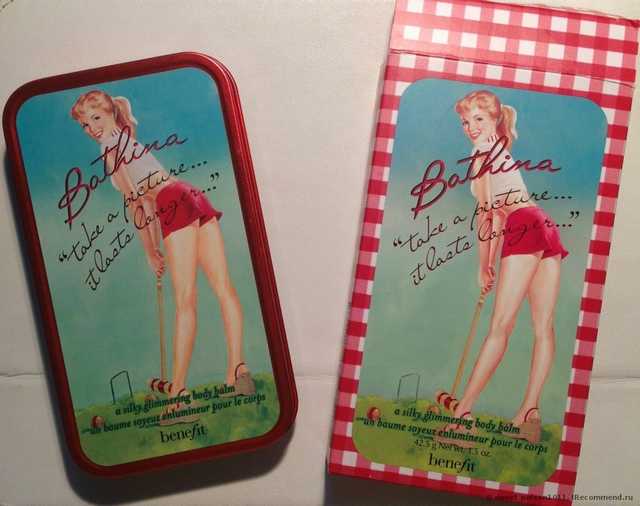 Bathina
"take a picture...
it lasts longer..."
a silky glimmering body balm
un baume soyeux enlumineur pour le corps
benefit
Bathina
"take a picture...
it lasts longer..."
a silky glimmering body balm
un baume soyeux enlumineur pour le corps
42.5 g Net wt. 1.5 oz.
benefit
IRecommend.ru